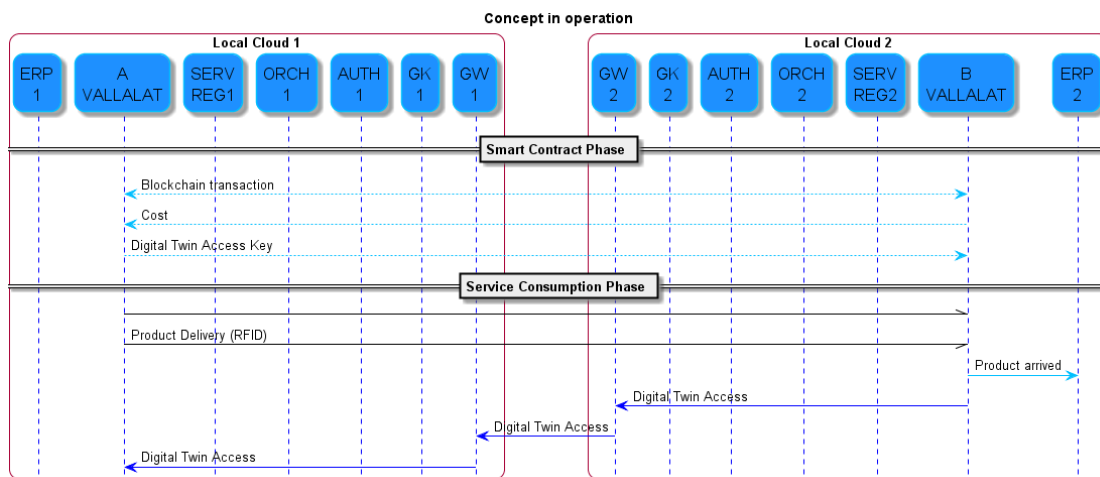 Concept in operation
Local Cloud 1
Local Cloud 2
ERP
1
A
VALLALAT
SERV
REG1
ORCH
1
AUTH
1
GK
1
GW
1
GW
2
GK
2
AUTH
2
ORCH
2
SERV
REG2
B
VALLALAT
ERP
2
Smart Contract Phase
Blockchain transaction
Cost
Digital Twin Access Key
Service Consumption Phase
Product Delivery (RFID)
Product arrived
Digital Twin Access
Digital Twin Access
Digital Twin Access